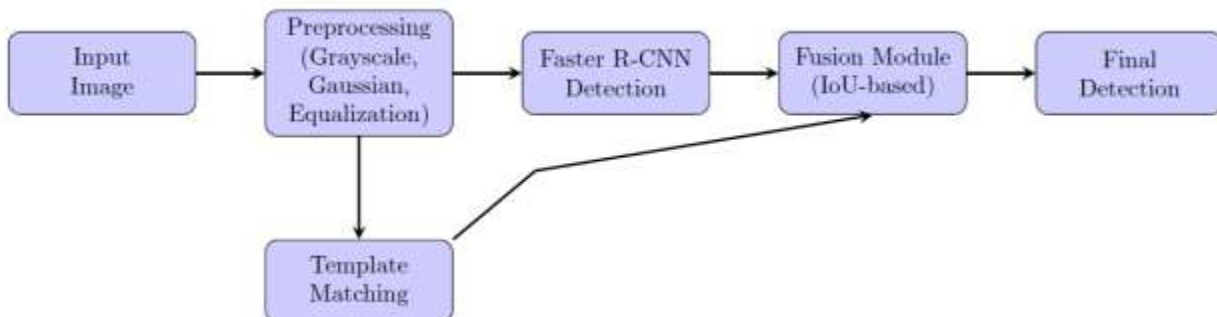 Input
Image
Preprocessing
(Grayscale,
Gaussian,
Equalization)
Faster R-CNN
Detection
Fusion Module
(IoU-based)
Final
Detection
Template
Matching